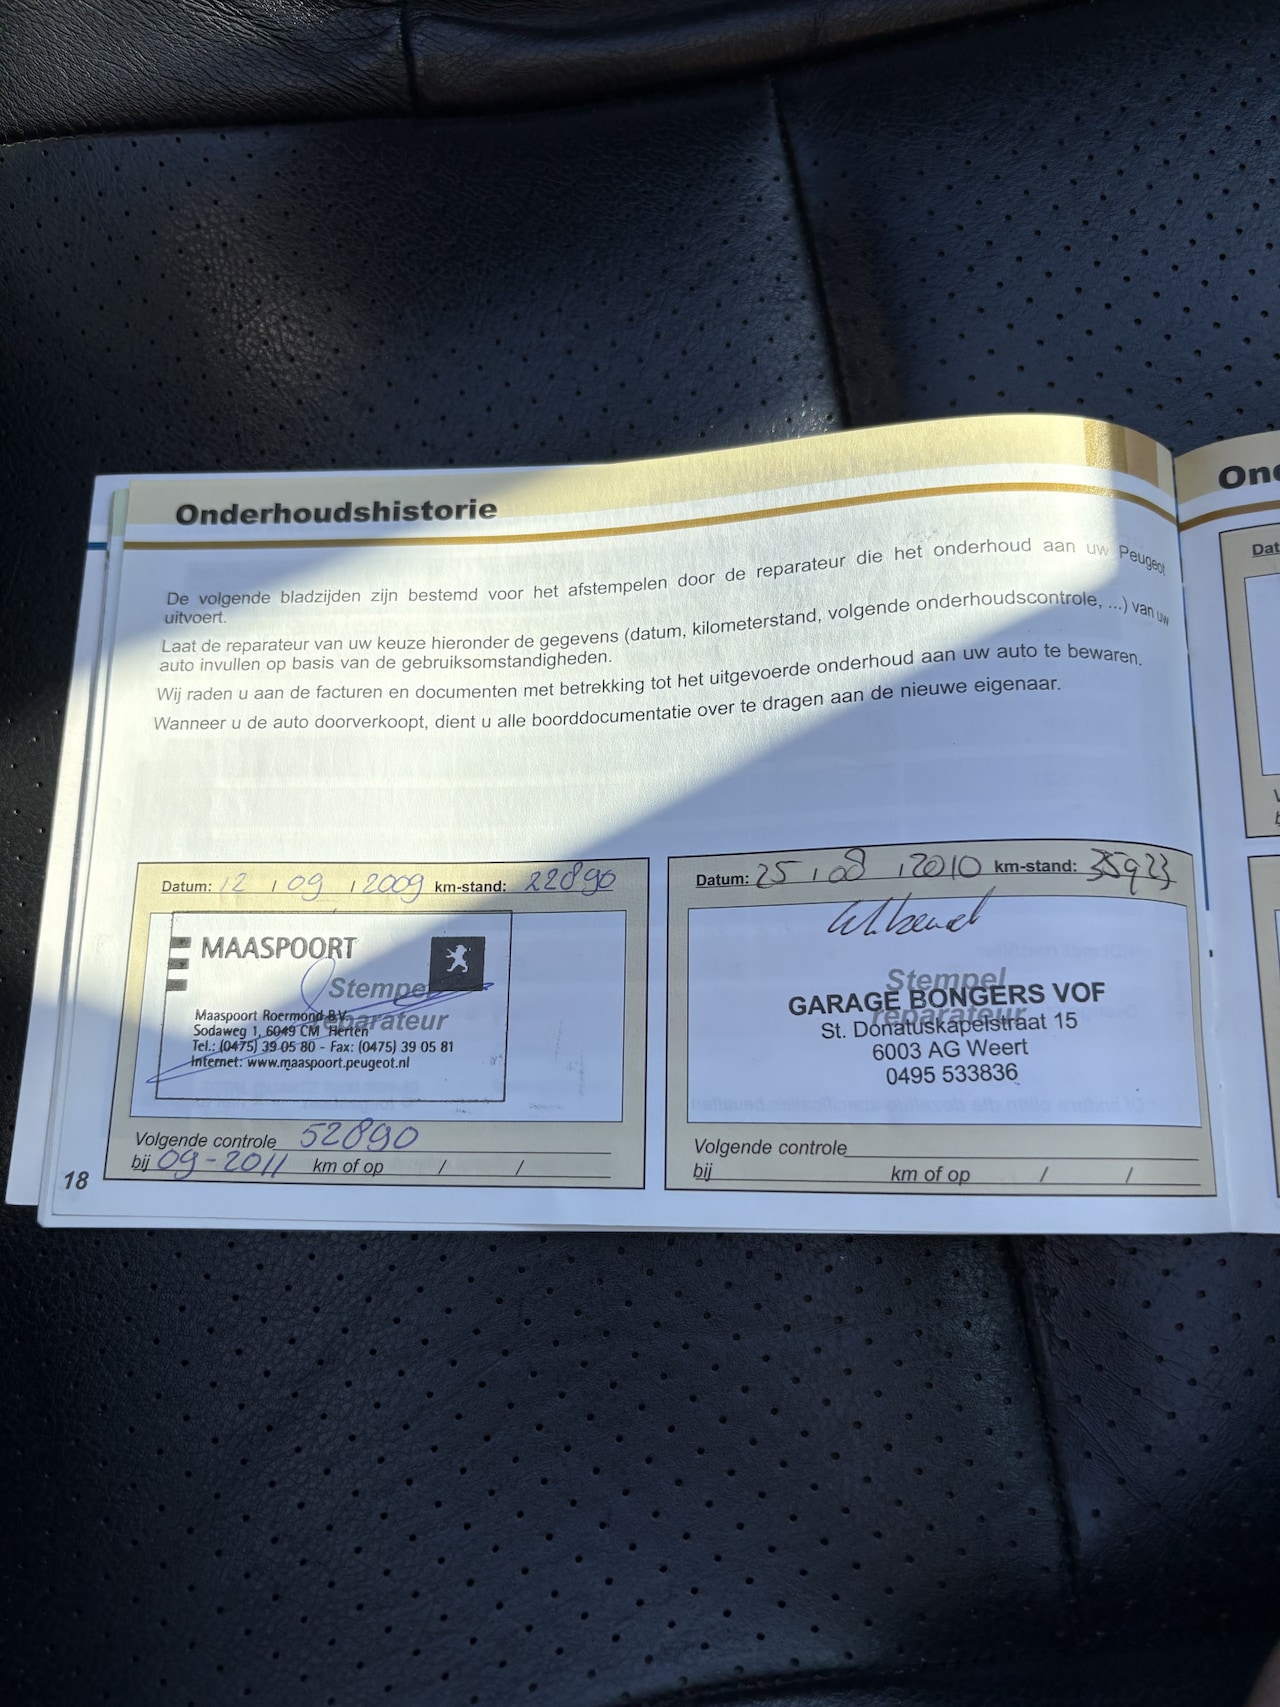 Onderhoudshistorie
De volgende bladzijden zijn bestemd voor het afstempelen door de reparateur die het onderhoud aan uw Peugeot
uitvoert.
Laat de reparateur van uw keuze hieronder de gegevens (datum, kilometerstand, volgende onderhoudscontrole, ...) van uw
auto invullen op basis van de gebruiksomstandigheden.
Wij raden u aan de facturen en documenten met betrekking tot het uitgevoerde onderhoud aan uw auto te bewaren.
Wanneer u de auto doorverkoopt, dient u alle boorddocumentatie over te dragen aan de nieuwe eigenaar.
Datum: 12 / 09 / 2009 km-stand: 22890
MAASPOORT
Stempel
reparateur
Maaspoort Roermond B.V.
Sodaweg 1, 6049 CM Herten
Tel.: (0475) 39 05 80 - Fax: (0475) 39 05 81
Internet: www.maaspoort.peugeot.nl
Volgende controle 52890
bij 09-2011 km of op / /
18
Datum: 25 / 08 / 2010 km-stand: 35923
Stempel
reparateur
GARAGE BONGERS VOF
St. Donatuskapelstraat 15
6003 AG Weert
0495 533836
Volgende controle
bij km of op / /
On
Dat